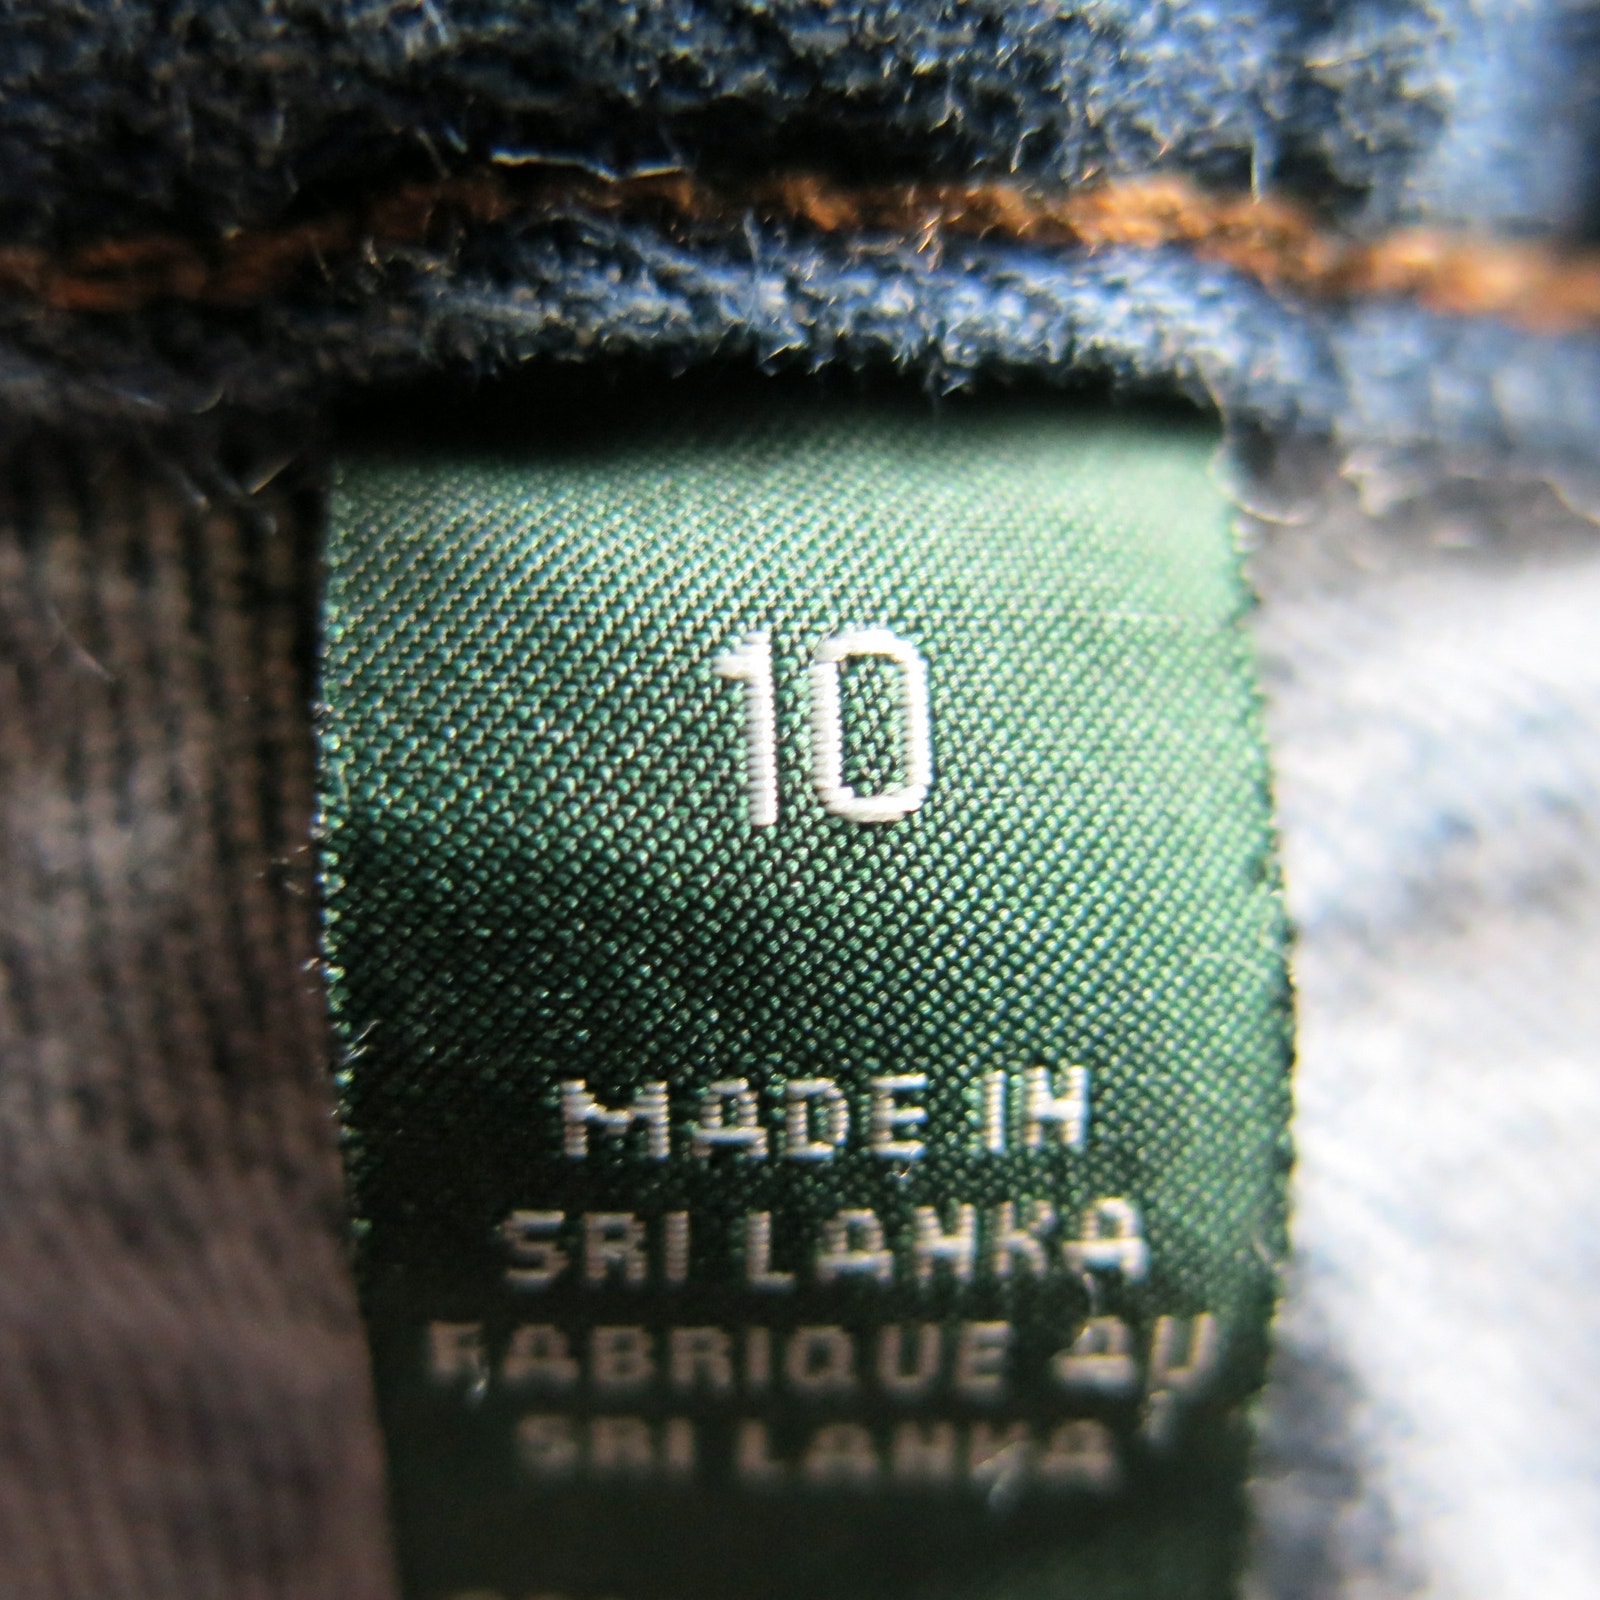 10
MADE IN
SRI LANKA
FABRIQUE AU
SRI LANKA